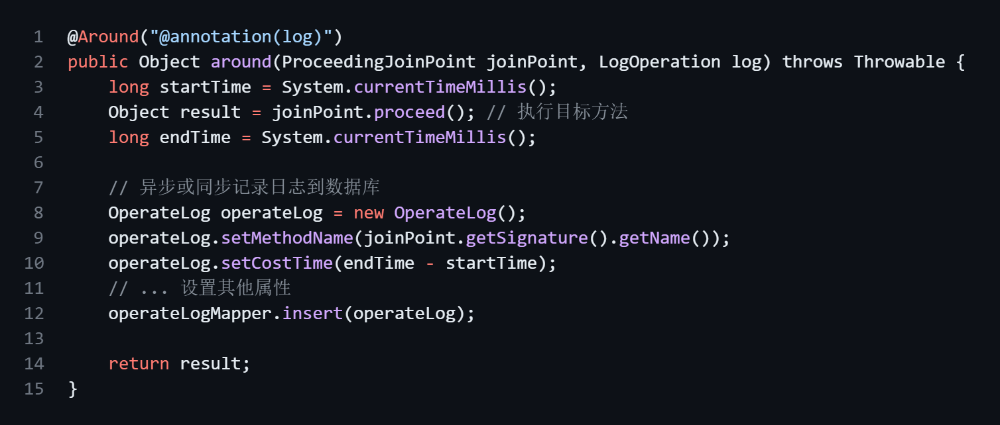 1 @Around("@annotation(log)")
2 public Object around(ProceedingJoinPoint joinPoint, LogOperation log) throws Throwable {
3     long startTime = System.currentTimeMillis();
4     Object result = joinPoint.proceed(); // 执行目标方法
5     long endTime = System.currentTimeMillis();
6
7     // 异步或同步记录日志到数据库
8     OperateLog operateLog = new OperateLog();
9     operateLog.setMethodName(joinPoint.getSignature().getName());
10     operateLog.setCostTime(endTime - startTime);
11     // ... 设置其他属性
12     operateLogMapper.insert(operateLog);
13
14     return result;
15 }